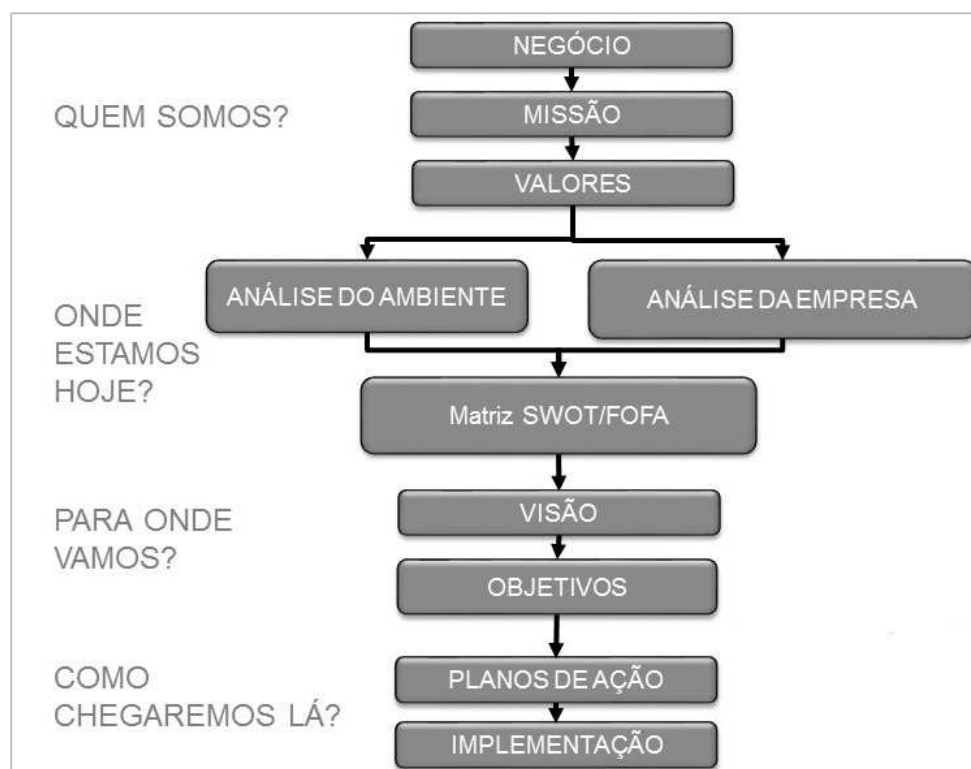 NEGÓCIO
QUEM SOMOS?
MISSÃO
VALORES
ANÁLISE DO AMBIENTE
ANÁLISE DA EMPRESA
ONDE
ESTAMOS
HOJE?
Matriz SWOT/FOFA
PARA ONDE
VAMOS?
VISÃO
OBJETIVOS
COMO
CHEGAREMOS LÁ?
PLANOS DE AÇÃO
IMPLEMENTAÇÃO